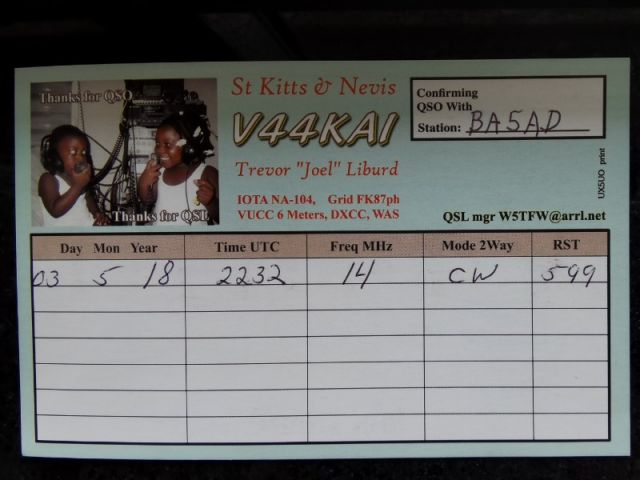 Thanks for QSO
Thanks for QSL
St Kitts & Nevis
V44KAI
Trevor "Joel" Liburd
IOTA NA-104, Grid FK87ph
VUCC 6 Meters, DXCC, WAS
Confirming
QSO With
Station: BA5AD
UX5UO print
QSL mgr W5TFW@arrl.net
Day Mon Year Time UTC Freq MHz Mode 2Way RST
03 5 18 2232 14 CW 599